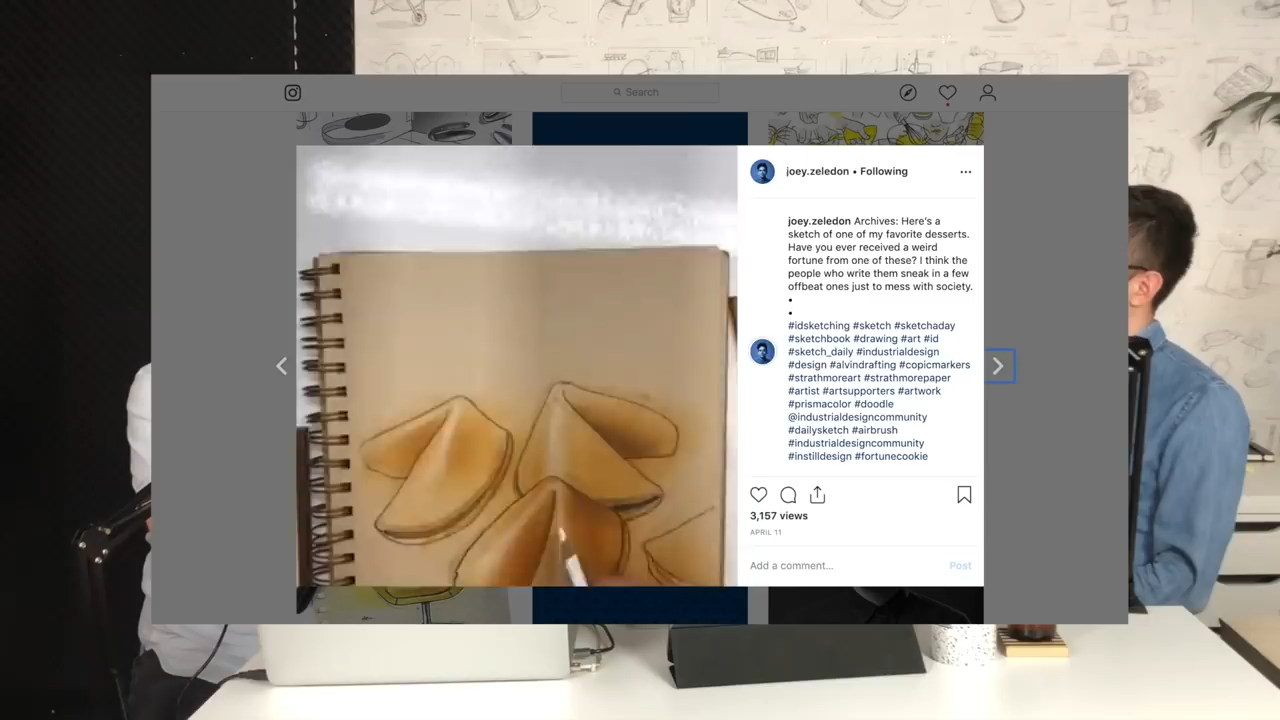 Search
joey.zeledon • Following
joey.zeledon Archives: Here's a
sketch of one of my favorite desserts.
Have you ever received a weird
fortune from one of these? I think the
people who write them sneak in a few
offbeat ones just to mess with society.
•
•
#idsketching #sketch #sketchaday
#sketchbook #drawing #art #id
#sketch_daily #industrialdesign
#design #alvindrafting #copicmarkers
#strathmoreart #strathmorepaper
#artist #artsupporters #artwork
#prismacolor #doodle
@industrialdesigncommunity
#dailysketch #airbrush
#industrialdesigncommunity
#instilldesign #fortunecookie
3,157 views
APRIL 11
Add a comment...
Post